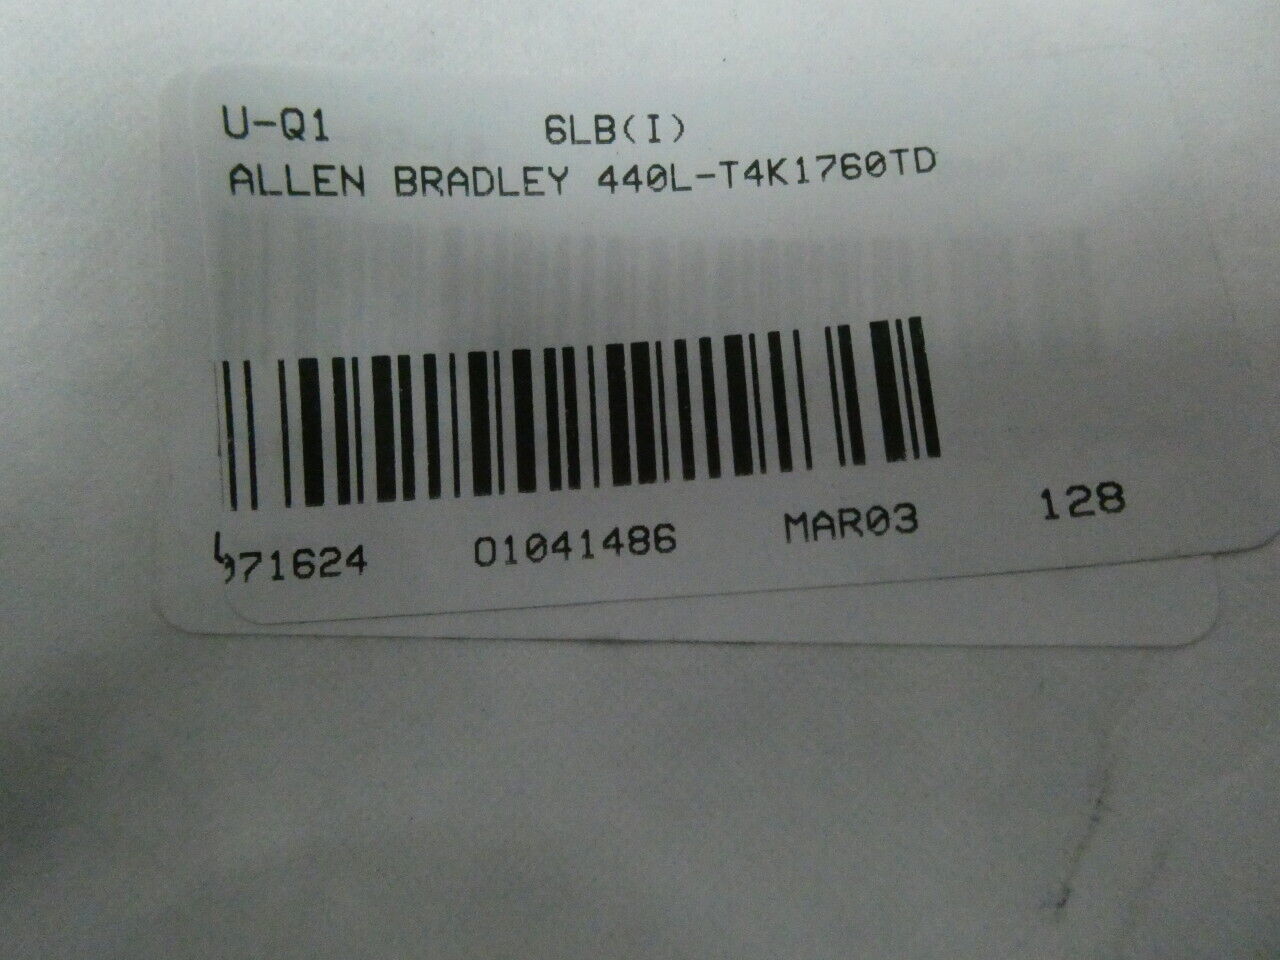 U-Q1 6LB(I)
ALLEN BRADLEY 440L-T4K1760TD
01041486 MAR03 128